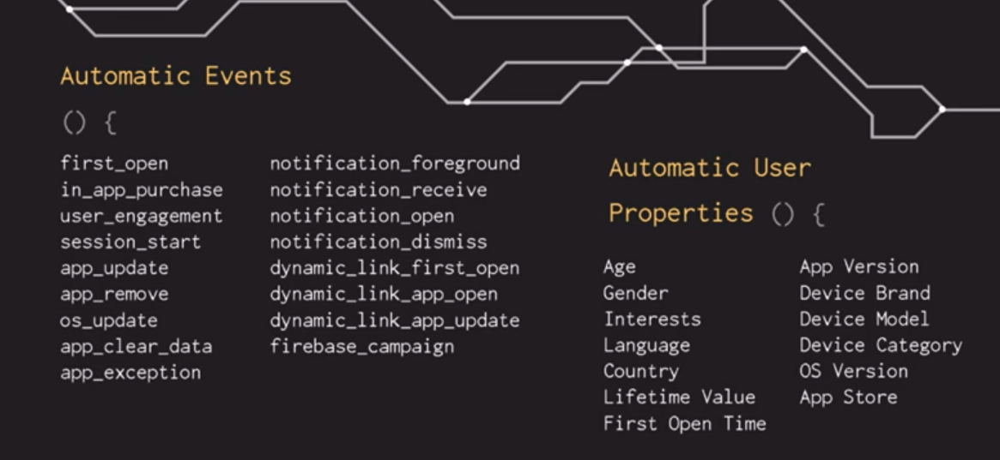 Automatic Events
() {
first_open
in_app_purchase
user_engagement
session_start
app_update
app_remove
os_update
app_clear_data
app_exception
notification_foreground
notification_receive
notification_open
notification_dismiss
dynamic_link_first_open
dynamic_link_app_open
dynamic_link_app_update
firebase_campaign
Automatic User
Properties () {
Age
Gender
Interests
Language
Country
Lifetime Value
First Open Time
App Version
Device Brand
Device Model
Device Category
OS Version
App Store